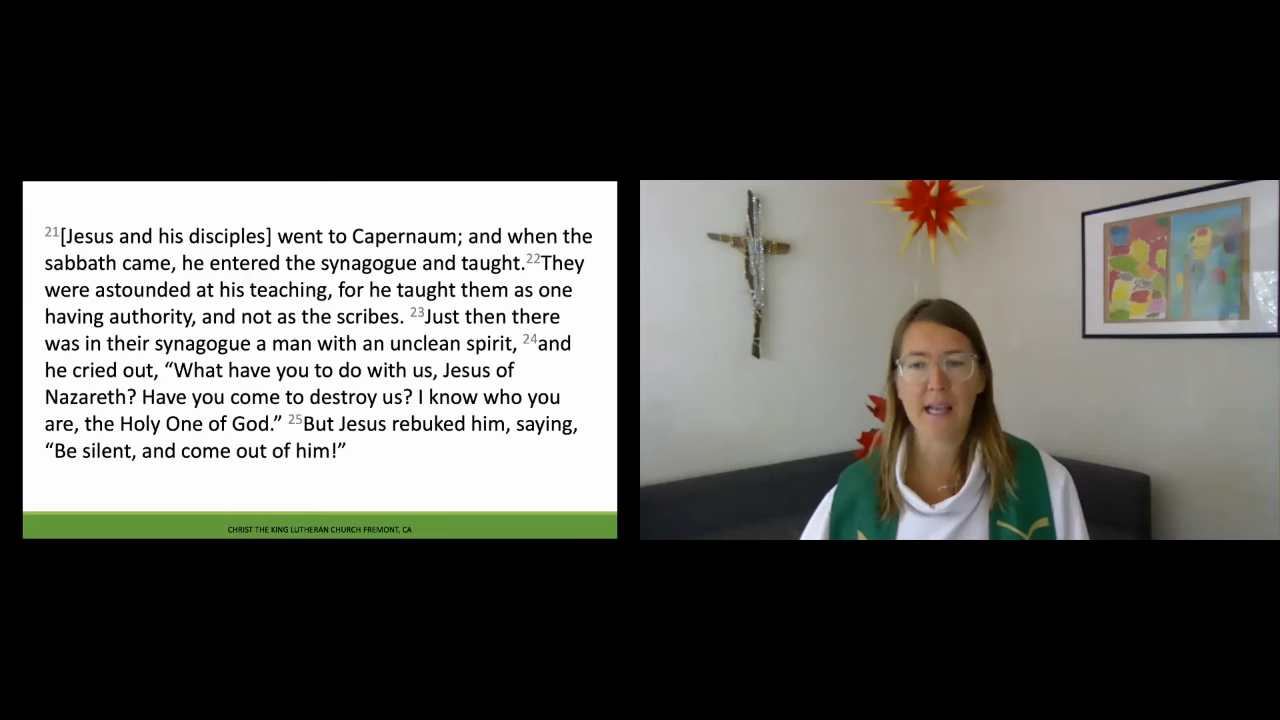 21[Jesus and his disciples] went to Capernaum; and when the
sabbath came, he entered the synagogue and taught.22They
were astounded at his teaching, for he taught them as one
having authority, and not as the scribes. 23Just then there
was in their synagogue a man with an unclean spirit, 24and
he cried out, “What have you to do with us, Jesus of
Nazareth? Have you come to destroy us? I know who you
are, the Holy One of God.” 25But Jesus rebuked him, saying,
“Be silent, and come out of him!”
CHRIST THE KING LUTHERAN CHURCH FREMONT, CA